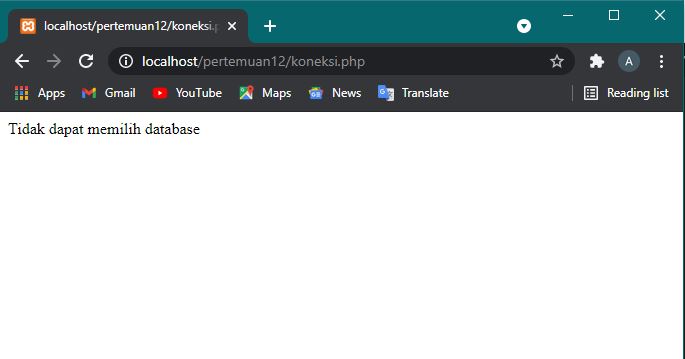 localhost/pertemuan12/koneksi.p
localhost/pertemuan12/koneksi.php
A
Apps Gmail YouTube Maps News Translate Reading list
Tidak dapat memilih database